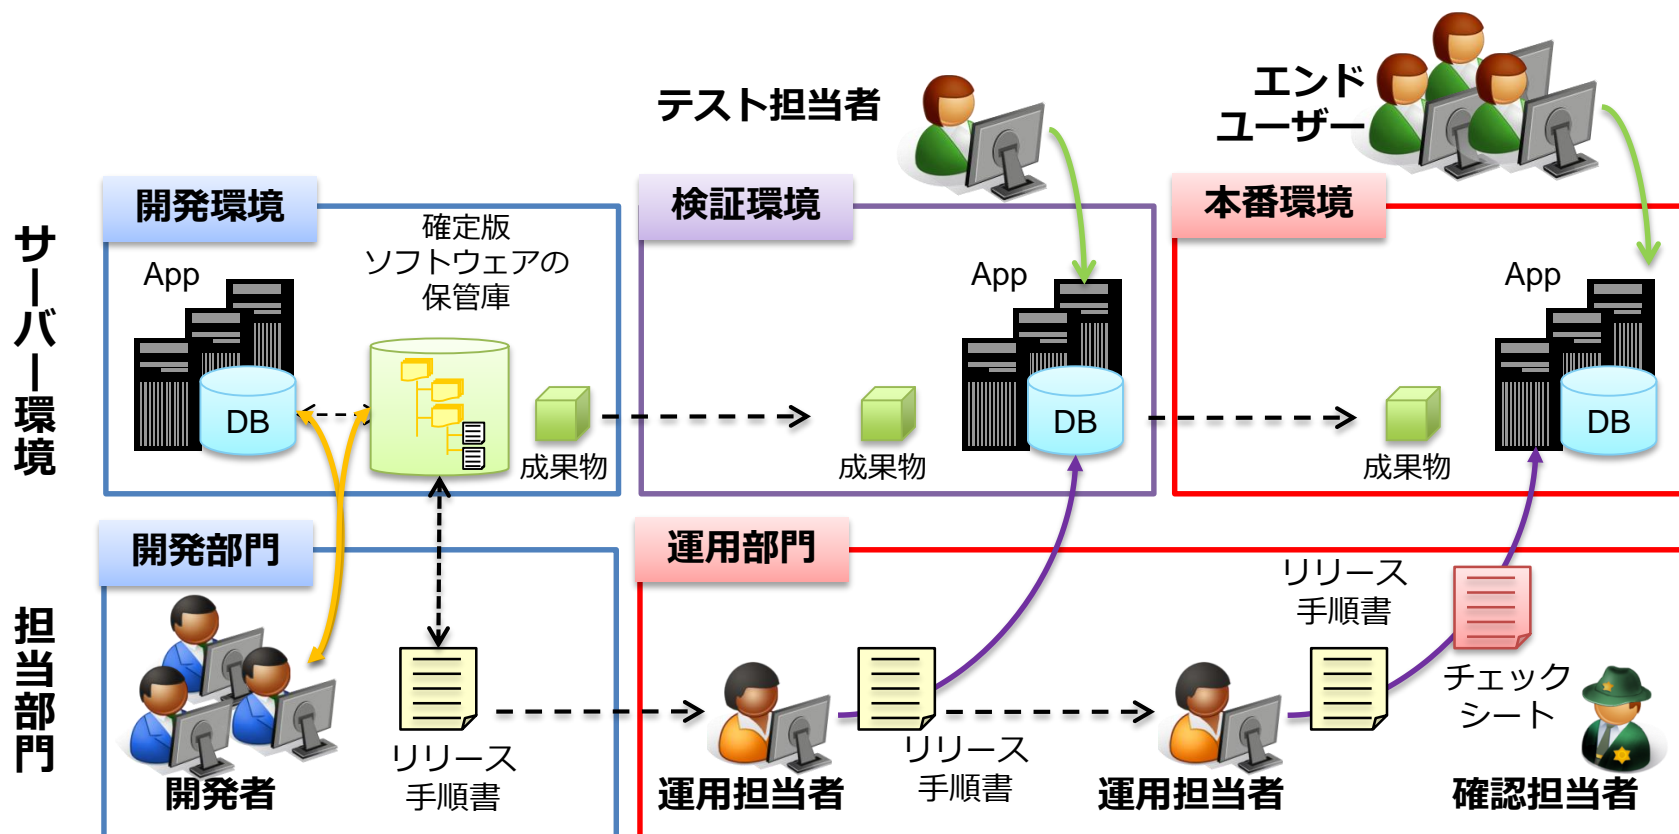 テスト担当者
エンド
ユーザー
サーバー環境
開発環境
確定版
ソフトウェアの
保管庫
App
DB
成果物
検証環境
App
成果物
DB
本番環境
App
成果物
DB
担当部門
開発部門
開発者
リリース
手順書
運用部門
運用担当者
リリース
手順書
運用担当者
リリース
手順書
チェック
シート
確認担当者